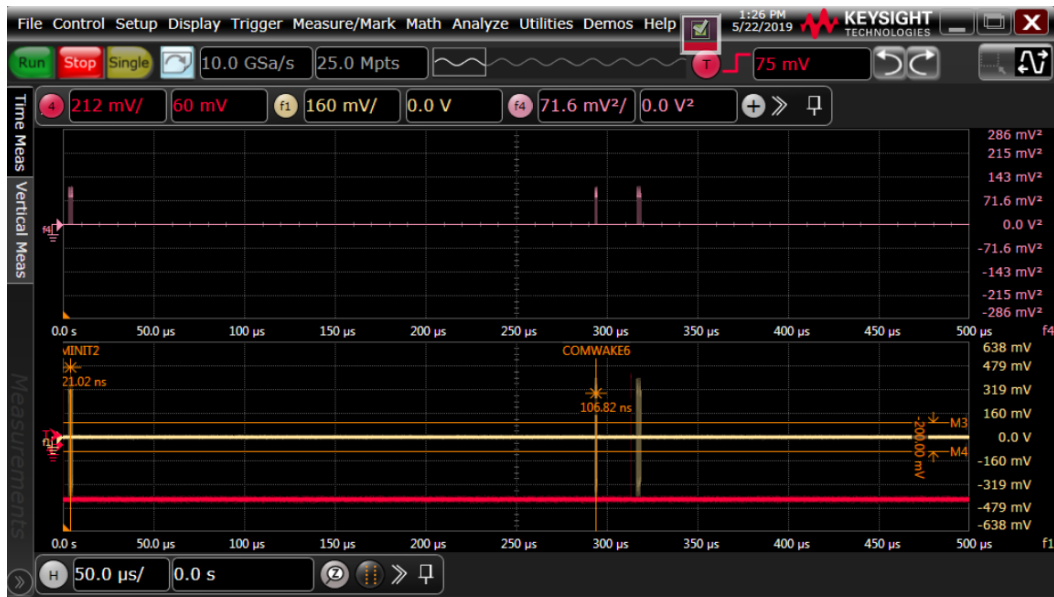 File Control Setup Display Trigger Measure/Mark Math Analyze Utilities Demos Help
1:26 PM
5/22/2019
KEYSIGHT
TECHNOLOGIES
Run Stop Single 10.0 GSa/s 25.0 Mpts T 75 mV
4 212 mV/ 60 mV f1 160 mV/ 0.0 V f4 71.6 mV²/ 0.0 V²
Time Meas
Vertical Meas
Measurements
286 mV²
215 mV²
143 mV²
71.6 mV²
f4 0.0 V²
-71.6 mV²
-143 mV²
-215 mV²
-286 mV²
0.0 s 50.0 µs 100 µs 150 µs 200 µs 250 µs 300 µs 350 µs 400 µs 450 µs 500 µs f4
MINIT2 COMWAKE6 638 mV
479 mV
21.02 ns 319 mV
106.82 ns 160 mV
M3
0.0 V
-200.00 mV
M4
-160 mV
-319 mV
-479 mV
-638 mV
0.0 s 50.0 µs 100 µs 150 µs 200 µs 250 µs 300 µs 350 µs 400 µs 450 µs 500 µs f1
H 50.0 µs/ 0.0 s Z